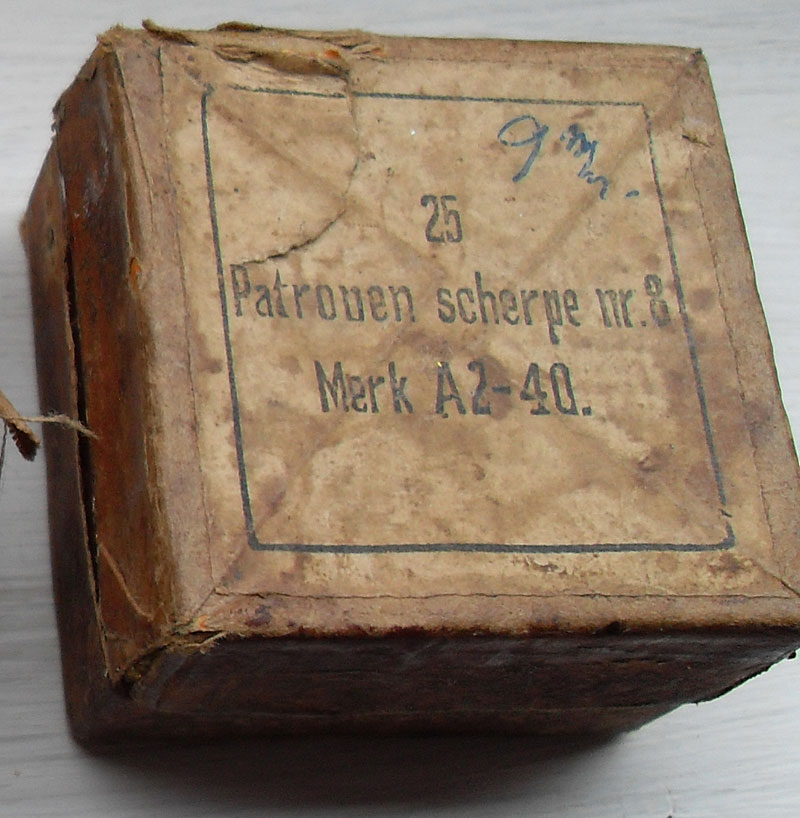 9 mm.
25
Patronen scherpe nr.8
Merk A2-40.